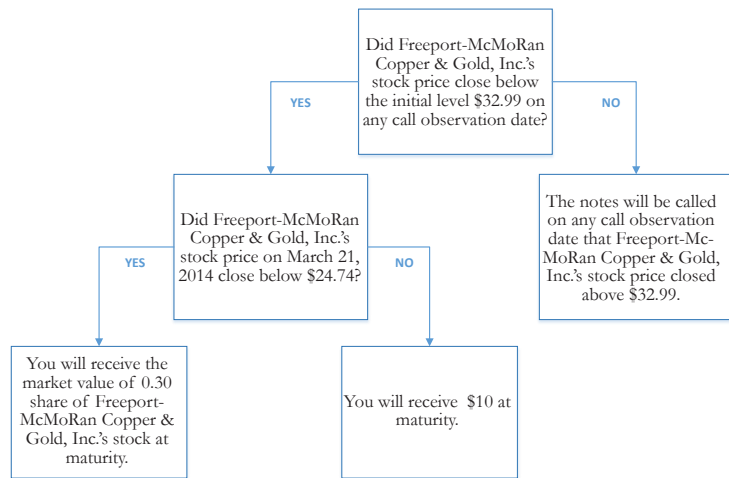 Did Freeport-McMoRan
Copper & Gold, Inc.'s
stock price close below
the initial level $32.99 on
any call observation date?
YES
NO
Did Freeport-McMoRan
Copper & Gold, Inc.'s
stock price on March 21,
2014 close below $24.74?
The notes will be called
on any call observation
date that Freeport-Mc-
MoRan Copper & Gold,
Inc.'s stock price closed
above $32.99.
YES
NO
You will receive the
market value of 0.30
share of Freeport-
McMoRan Copper &
Gold, Inc.'s stock at
maturity.
You will receive $10 at
maturity.